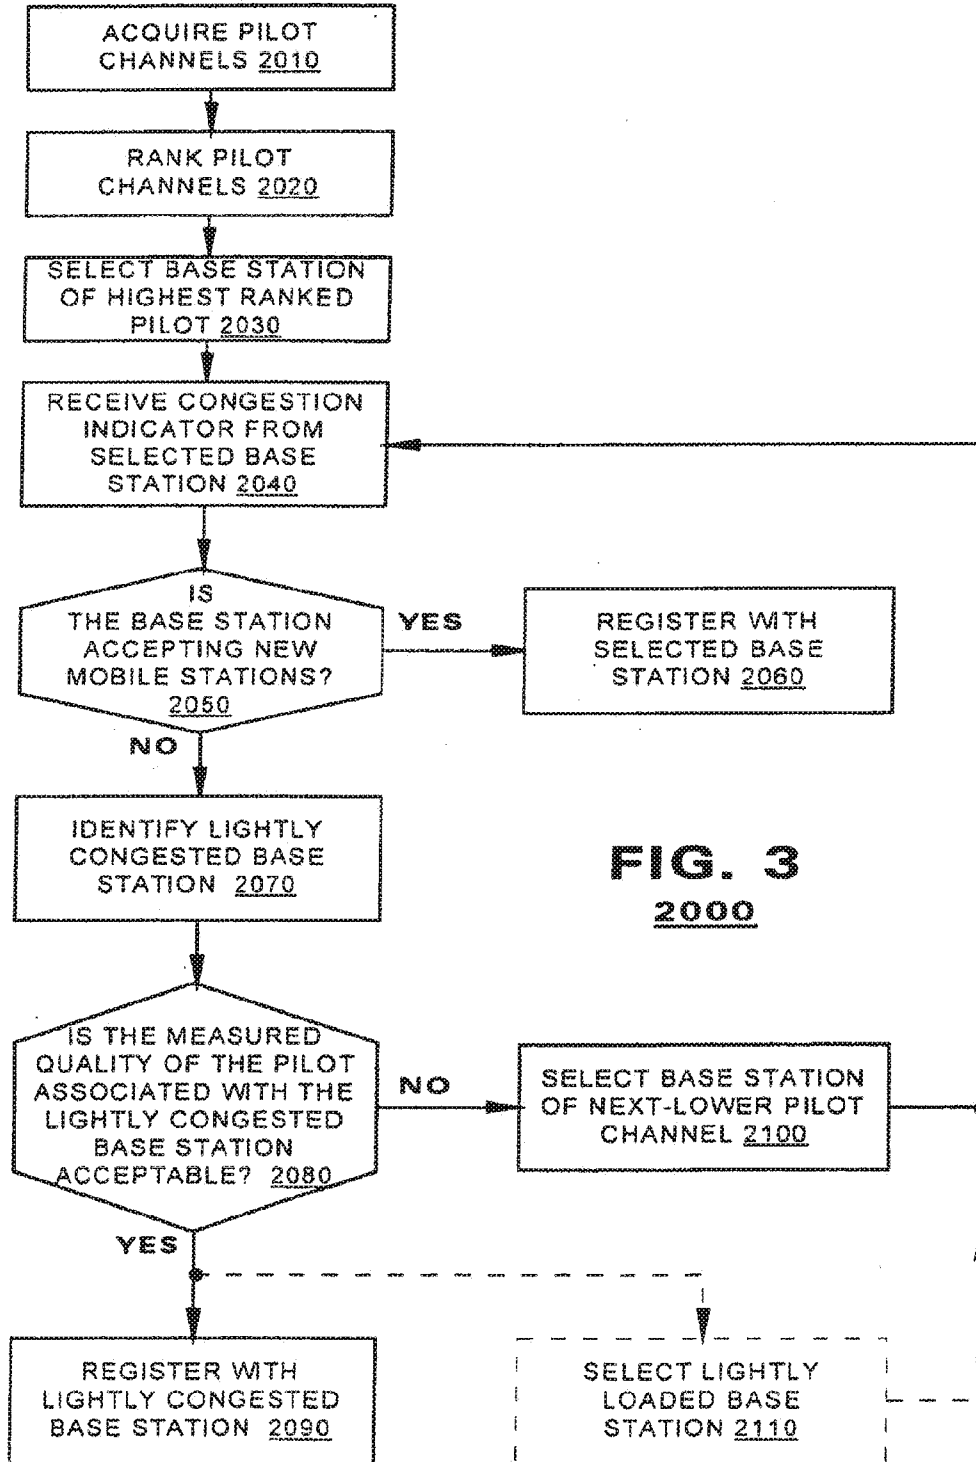 ACQUIRE PILOT
CHANNELS 2010
RANK PILOT
CHANNELS 2020
SELECT BASE STATION
OF HIGHEST RANKED
PILOT 2030
RECEIVE CONGESTION
INDICATOR FROM
SELECTED BASE
STATION 2040
IS
THE BASE STATION
ACCEPTING NEW
MOBILE STATIONS?
2050
YES
REGISTER WITH
SELECTED BASE
STATION 2060
NO
IDENTIFY LIGHTLY
CONGESTED BASE
STATION 2070
FIG. 3
2000
IS THE MEASURED
QUALITY OF THE PILOT
ASSOCIATED WITH THE
LIGHTLY CONGESTED
BASE STATION
ACCEPTABLE? 2080
NO
SELECT BASE STATION
OF NEXT-LOWER PILOT
CHANNEL 2100
YES
REGISTER WITH
LIGHTLY CONGESTED
BASE STATION 2090
SELECT LIGHTLY
LOADED BASE
STATION 2110